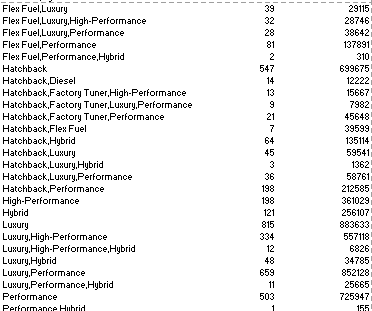 Flex Fuel,Luxury 39 29115
Flex Fuel,Luxury,High-Performance 32 28746
Flex Fuel,Luxury,Performance 28 38642
Flex Fuel,Performance 81 137891
Flex Fuel,Performance,Hybrid 2 310
Hatchback 547 699675
Hatchback,Diesel 14 12222
Hatchback,Factory Tuner,High-Performance 13 15667
Hatchback,Factory Tuner,Luxury,Performance 9 7982
Hatchback,Factory Tuner,Performance 21 45648
Hatchback,Flex Fuel 7 39599
Hatchback,Hybrid 64 135114
Hatchback,Luxury 45 59541
Hatchback,Luxury,Hybrid 3 1362
Hatchback,Luxury,Performance 36 58761
Hatchback,Performance 198 212585
High-Performance 198 361029
Hybrid 121 256107
Luxury 815 883633
Luxury,High-Performance 334 557118
Luxury,High-Performance,Hybrid 12 6826
Luxury,Hybrid 48 34785
Luxury,Performance 659 852128
Luxury,Performance,Hybrid 11 25665
Performance 503 725947
Performance,Hybrid 1 155